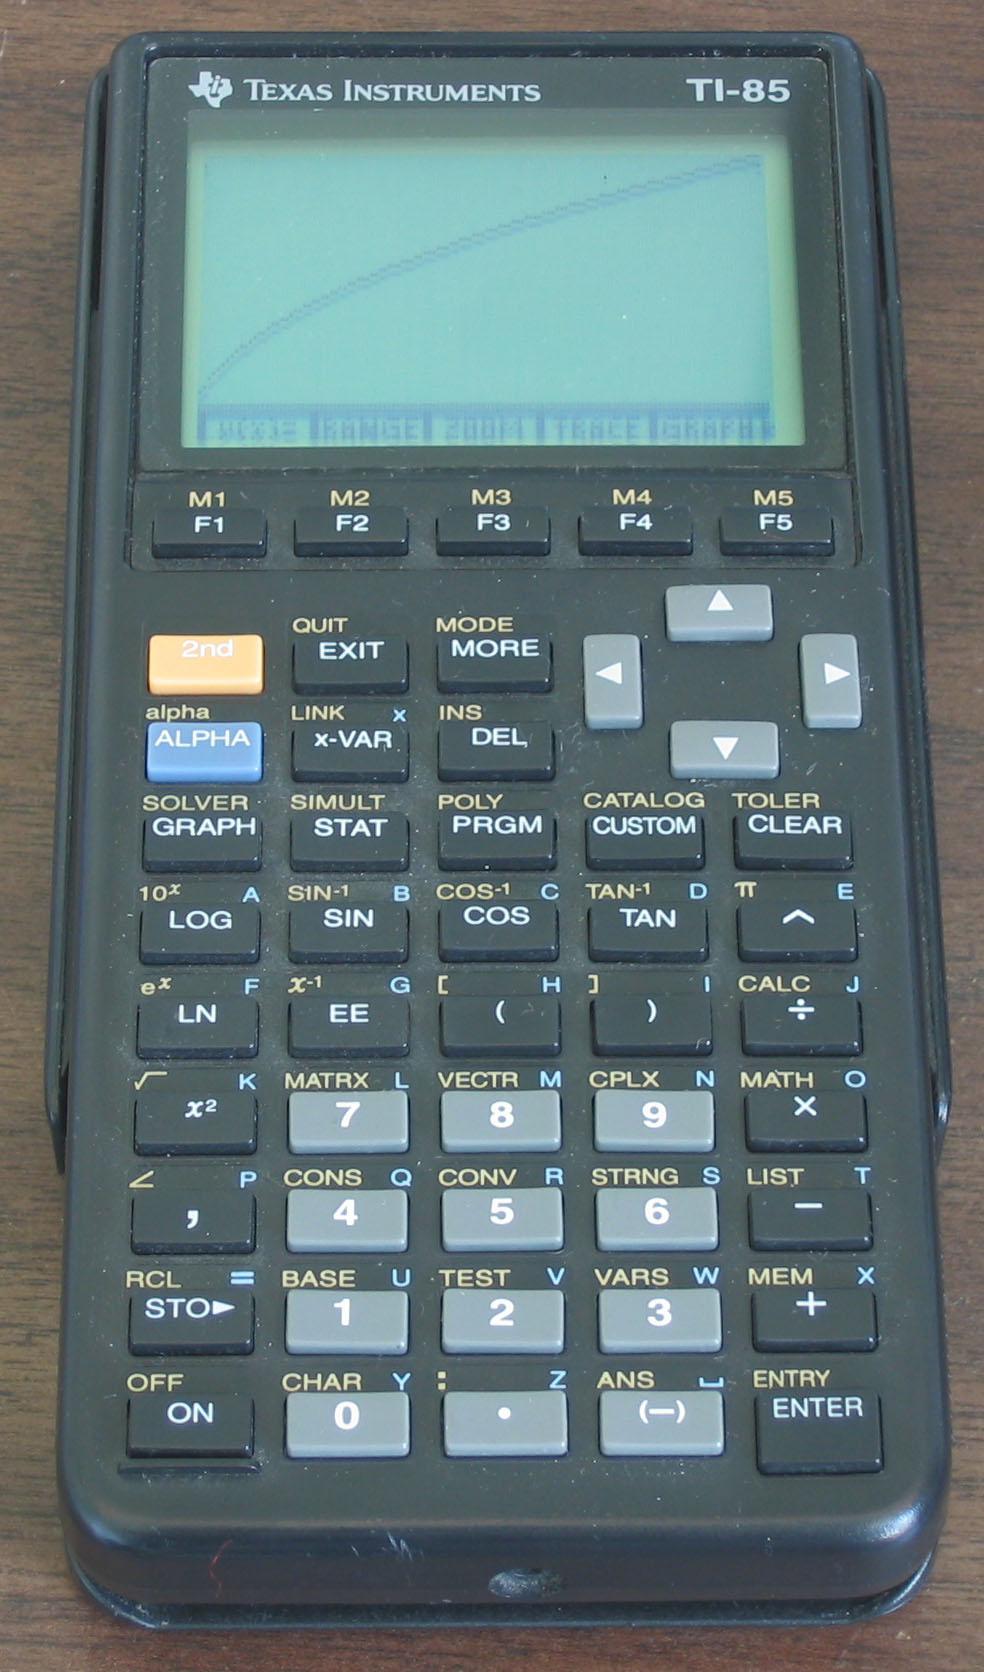 TEXAS INSTRUMENTS TI-85
y(x)= RANGE ZOOM TRACE GRAPH
M1 M2 M3 M4 M5
F1 F2 F3 F4 F5
QUIT MODE
2nd EXIT MORE
alpha LINK x INS
ALPHA x-VAR DEL
SOLVER SIMULT POLY CATALOG TOLER
GRAPH STAT PRGM CUSTOM CLEAR
10ˣ A SIN⁻¹ B COS⁻¹ C TAN⁻¹ D π E
LOG SIN COS TAN ^
eˣ F x⁻¹ G [ H ] I CALC J
LN EE ( ) ÷
√ K MATRX L VECTR M CPLX N MATH O
x² 7 8 9 ×
∠ P CONS Q CONV R STRNG S LIST T
, 4 5 6 −
RCL = BASE U TEST V VARS W MEM X
STO► 1 2 3 +
OFF CHAR Y : Z ANS ␣ ENTRY
ON 0 . (−) ENTER